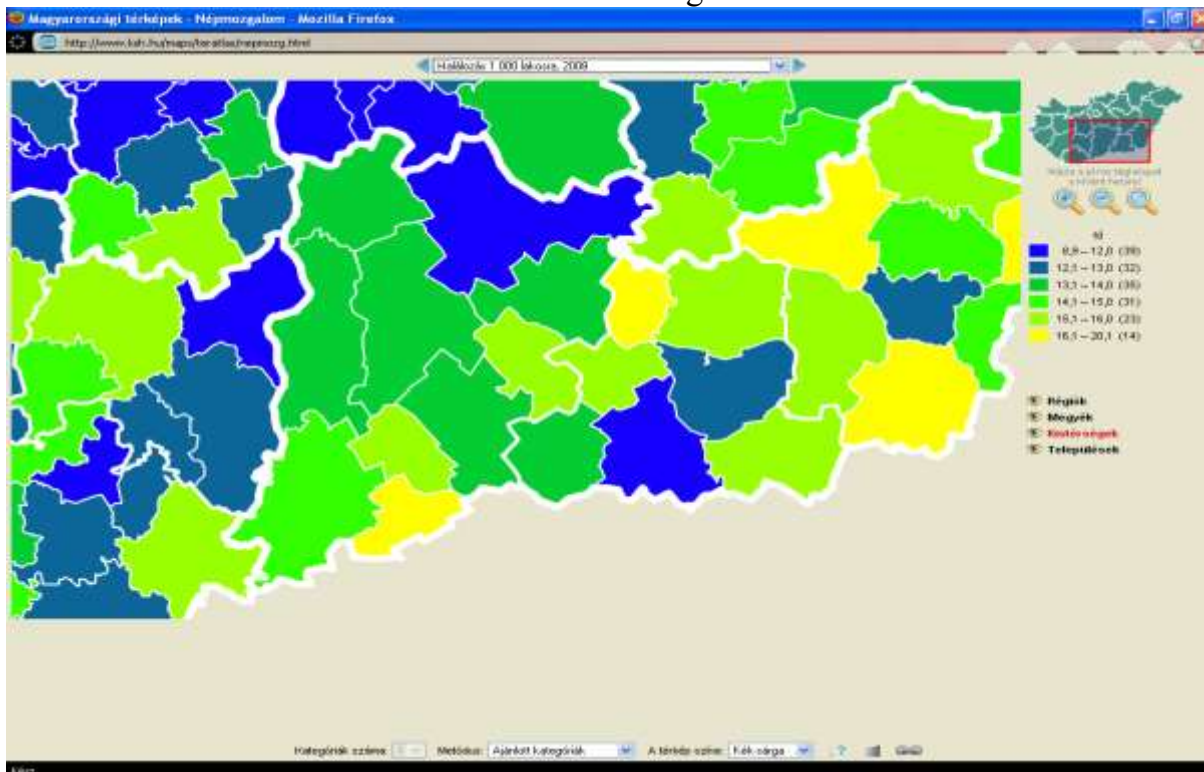 Magyarországi térképek - Népmozgalom - Mozilla Firefox
http://www.ksh.hu/maps/teratlas/nepmozg.html
Halálozás 1 000 lakosra, 2009
fő
8,9 – 12,0 (39)
12,1 – 13,0 (32)
13,1 – 14,0 (35)
14,1 – 15,0 (31)
15,1 – 16,0 (23)
16,1 – 20,1 (14)
Régiók
Megyék
Kistérségek
Települések
Kategóriák száma: Metódus: Ajánlott kategóriák A térkép színe: Kék-sárga ?
Kész